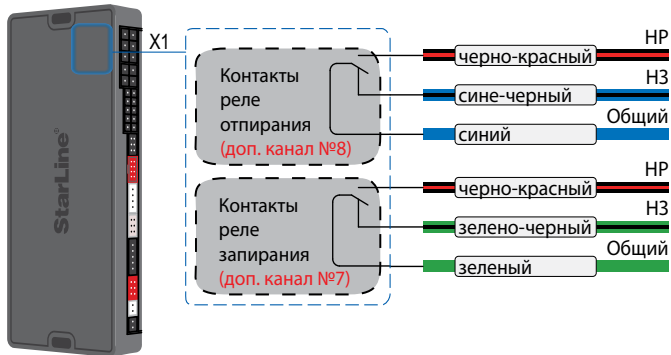 X1
StarLine®
Контакты
реле
отпирания
(доп. канал №8)
черно-красный
НР
сине-черный
НЗ
синий
Общий
Контакты
реле
запирания
(доп. канал №7)
черно-красный
НР
зелено-черный
НЗ
зеленый
Общий